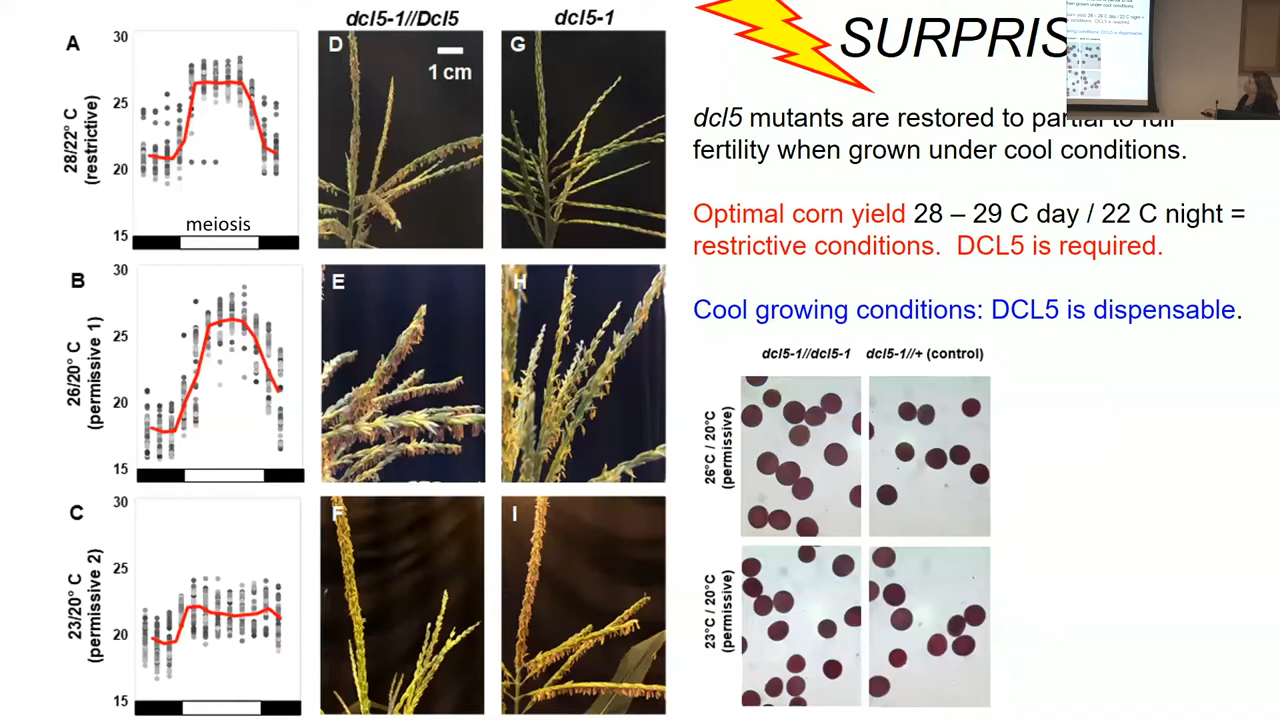 dcl5-1//Dcl5
dcl5-1
A
30
25
20
15
28/22° C
(restrictive)
meiosis
D
1 cm
G
B
30
25
20
15
26/20° C
(permissive 1)
E
H
C
30
25
20
15
23/20° C
(permissive 2)
F
I
SURPRIS
dcl5 mutants are restored to partial to full
fertility when grown under cool conditions.
Optimal corn yield 28 – 29 C day / 22 C night =
restrictive conditions. DCL5 is required.
Cool growing conditions: DCL5 is dispensable.
dcl5-1//dcl5-1
dcl5-1//+ (control)
26°C / 20°C
(permissive)
23°C / 20°C
(permissive)